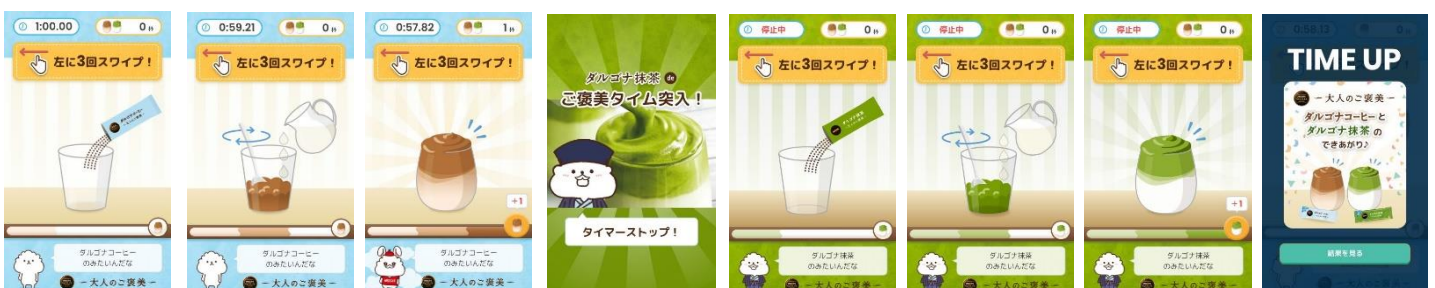 1:00.00
0杯
左に3回スワイプ！
ダルゴナコーヒー
のみたいんだな
ー大人のご褒美ー
0:59.21
0杯
左に3回スワイプ！
ダルゴナコーヒー
のみたいんだな
ー大人のご褒美ー
0:57.82
1杯
左に3回スワイプ！
+1
ダルゴナコーヒー
のみたいんだな
ー大人のご褒美ー
ダルゴナ抹茶 de
ご褒美タイム突入！
タイマーストップ！
停止中
0杯
左に3回スワイプ！
ダルゴナ抹茶
のみたいんだな
ー大人のご褒美ー
停止中
0杯
左に3回スワイプ！
ダルゴナ抹茶
のみたいんだな
ー大人のご褒美ー
停止中
0杯
左に3回スワイプ！
+1
ダルゴナ抹茶
のみたいんだな
ー大人のご褒美ー
TIME UP
ー大人のご褒美ー
ダルゴナコーヒーと
ダルゴナ抹茶の
できあがり♪
結果を見る